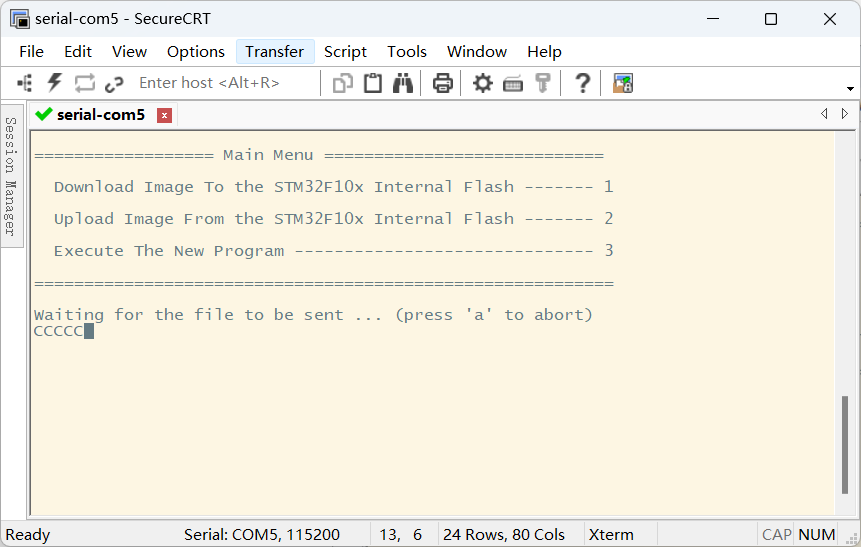 serial-com5 - SecureCRT
File Edit View Options Transfer Script Tools Window Help
Enter host <Alt+R>
serial-com5
Session Manager
================== Main Menu ============================
Download Image To the STM32F10x Internal Flash ------- 1
Upload Image From the STM32F10x Internal Flash ------- 2
Execute The New Program ------------------------------ 3
==========================================================
Waiting for the file to be sent ... (press 'a' to abort)
CCCCC
Ready Serial: COM5, 115200 13, 6 24 Rows, 80 Cols Xterm CAP NUM